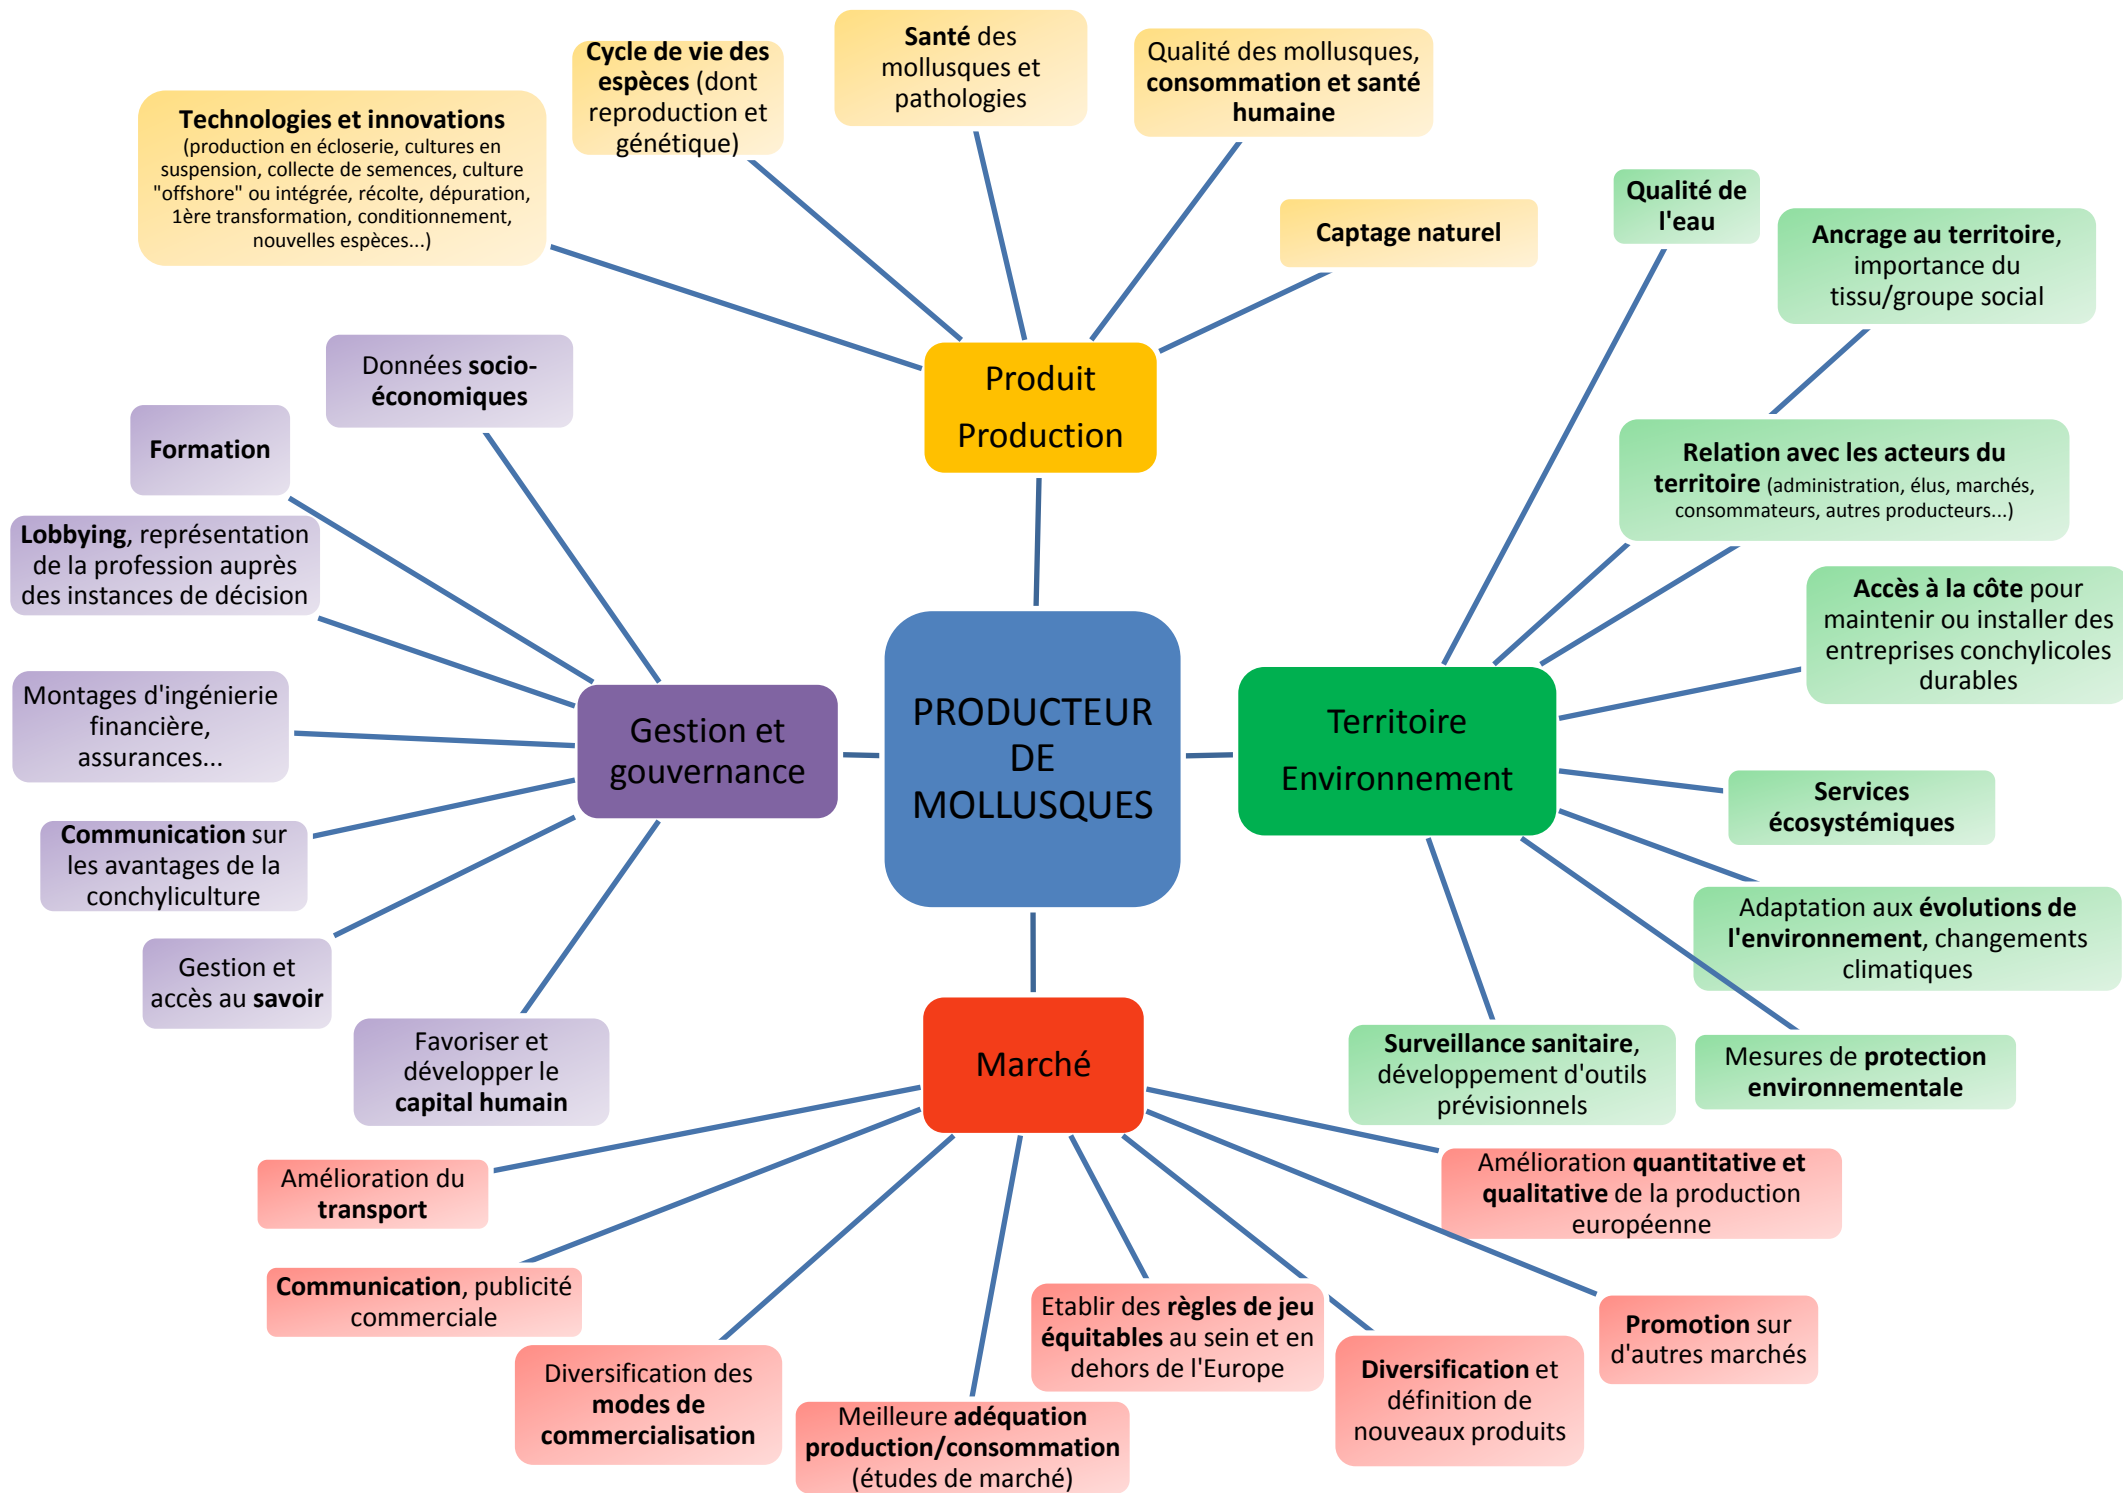 Cycle de vie des
espèces (dont
reproduction et
génétique)
Santé des
mollusques et
pathologies
Qualité des mollusques,
consommation et santé
humaine
Technologies et innovations
(production en écloserie, cultures en
suspension, collecte de semences, culture
"offshore" ou intégrée, récolte, dépuration,
1ère transformation, conditionnement,
nouvelles espèces...)
Captage naturel
Qualité de
l'eau
Ancrage au territoire,
importance du
tissu/groupe social
Produit
Production
Données socio-
économiques
Formation
Lobbying, représentation
de la profession auprès
des instances de décision
Montages d'ingénierie
financière,
assurances...
Communication sur
les avantages de la
conchyliculture
Gestion et
accès au savoir
Favoriser et
développer le
capital humain
Gestion et
gouvernance
PRODUCTEUR
DE
MOLLUSQUES
Territoire
Environnement
Relation avec les acteurs du
territoire (administration, élus, marchés,
consommateurs, autres producteurs...)
Accès à la côte pour
maintenir ou installer des
entreprises conchylicoles
durables
Services
écosystémiques
Adaptation aux évolutions de
l'environnement, changements
climatiques
Mesures de protection
environnementale
Surveillance sanitaire,
développement d'outils
prévisionnels
Marché
Amélioration du
transport
Communication, publicité
commerciale
Diversification des
modes de
commercialisation
Meilleure adéquation
production/consommation
(études de marché)
Etablir des règles de jeu
équitables au sein et en
dehors de l'Europe
Diversification et
définition de
nouveaux produits
Promotion sur
d'autres marchés
Amélioration quantitative et
qualitative de la production
européenne